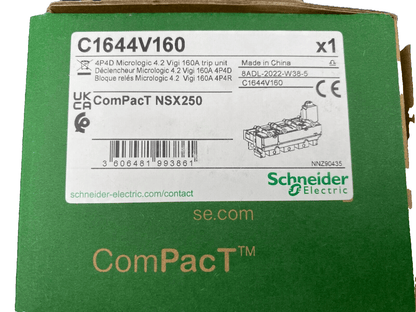 C1644V160
x1
4P4D Micrologic 4.2 Vigi 160A trip unit
Déclencheur Micrologic 4.2 Vigi 160A 4P4D
Bloque relés Micrologic 4.2 Vigi 160A 4P4R
Made in China
8ADL-2022-W38-5
C1644V160
UK
CA
ComPacT NSX250
3 606481 993861
NNZ90435
schneider-electric.com/contact
Schneider
Electric
se.com
ComPacT™